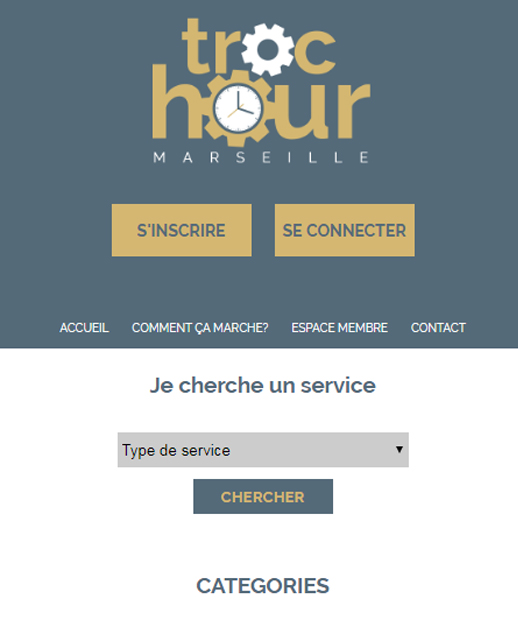 troc
hour
MARSEILLE
S'INSCRIRE SE CONNECTER
ACCUEIL COMMENT ÇA MARCHE? ESPACE MEMBRE CONTACT
Je cherche un service
Type de service
CHERCHER
CATEGORIES